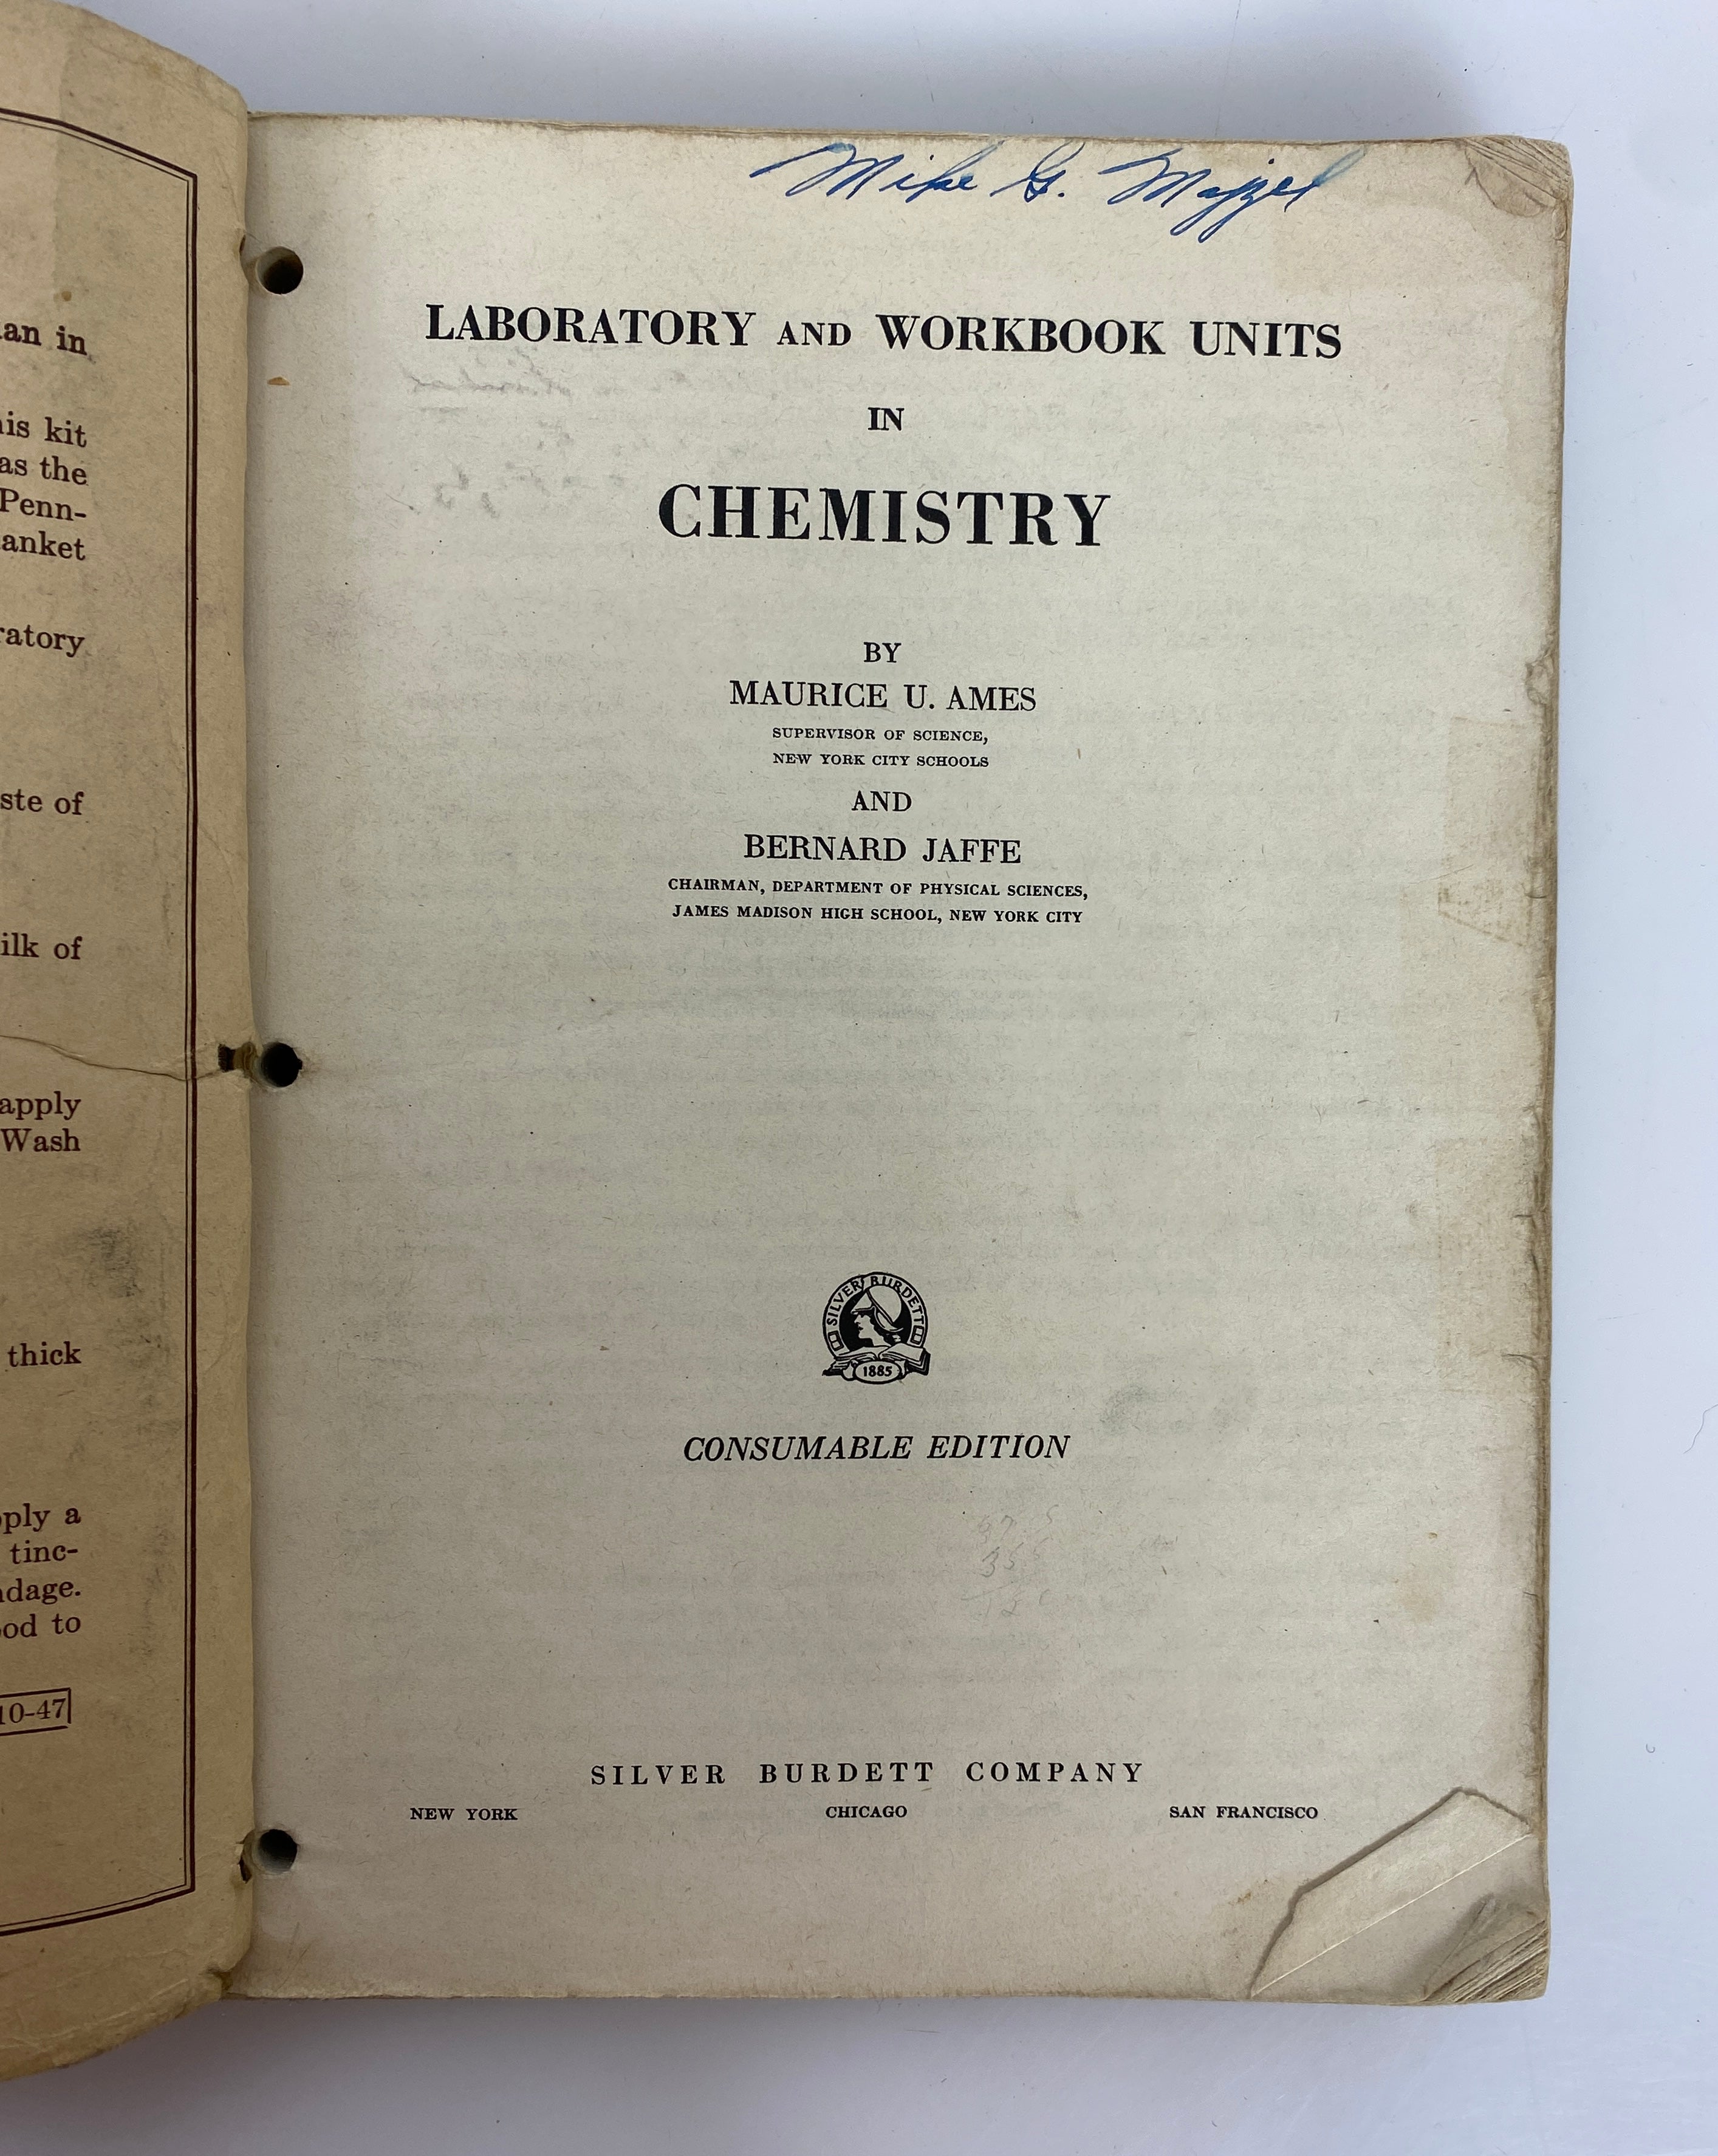 an in
is kit
as the
Penn-
anket
ratory
ste of
ilk of
apply
Wash
thick
ply a
tinc-
dage.
od to
10-47
Mike G. Majzel
LABORATORY AND WORKBOOK UNITS
IN
CHEMISTRY
BY
MAURICE U. AMES
SUPERVISOR OF SCIENCE,
NEW YORK CITY SCHOOLS
AND
BERNARD JAFFE
CHAIRMAN, DEPARTMENT OF PHYSICAL SCIENCES,
JAMES MADISON HIGH SCHOOL, NEW YORK CITY
SILVER BURDETT
1885
CONSUMABLE EDITION
SILVER BURDETT COMPANY
NEW YORK CHICAGO SAN FRANCISCO